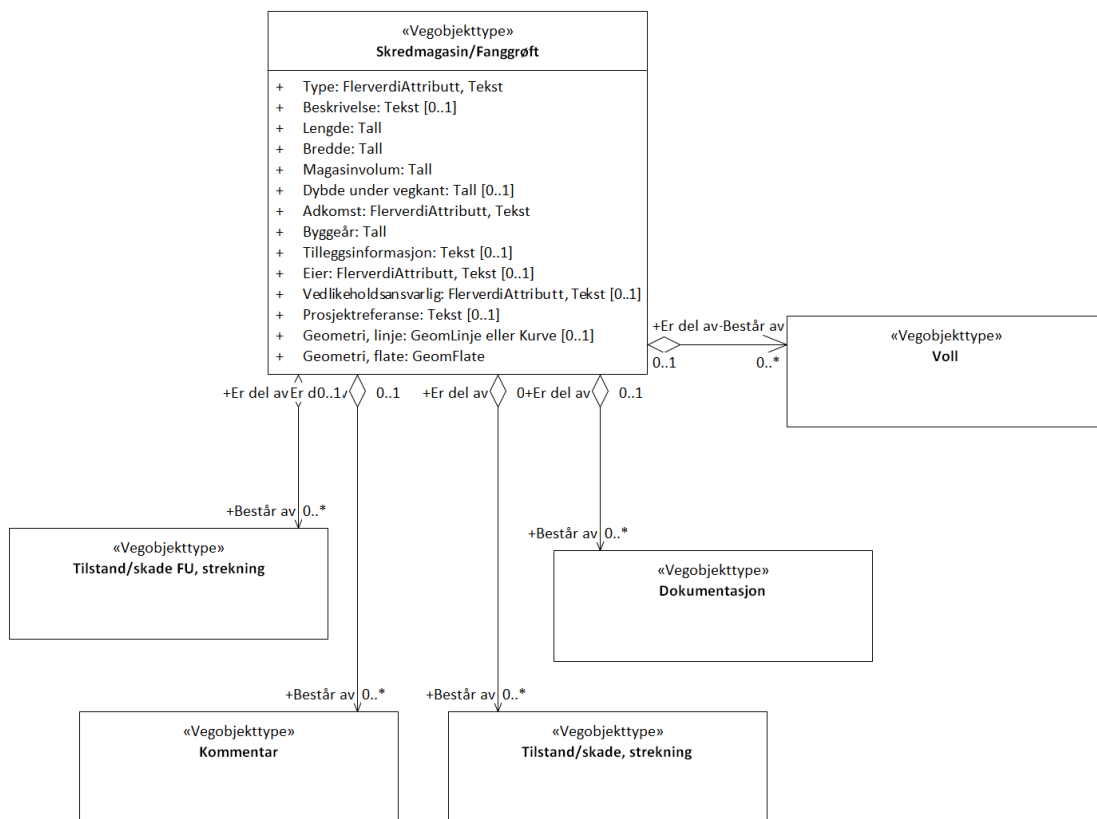 «Vegobjekttype»
Skredmagasin/Fanggrøft
+ Type: FlerverdiAttributt, Tekst
+ Beskrivelse: Tekst [0..1]
+ Lengde: Tall
+ Bredde: Tall
+ Magasinvolum: Tall
+ Dybde under vegkant: Tall [0..1]
+ Adkomst: FlerverdiAttributt, Tekst
+ Byggeår: Tall
+ Tilleggsinformasjon: Tekst [0..1]
+ Eier: FlerverdiAttributt, Tekst [0..1]
+ Vedlikeholdsansvarlig: FlerverdiAttributt, Tekst [0..1]
+ Prosjektreferanse: Tekst [0..1]
+ Geometri, linje: GeomLinje eller Kurve [0..1]
+ Geometri, flate: GeomFlate
+Er del av
Består av
0..1
0..*
«Vegobjekttype»
Voll
+Er del av
0..1
0..1
+Er del av
+Er del av
0..1
+Består av 0..*
«Vegobjekttype»
Tilstand/skade FU, strekning
+Består av 0..*
«Vegobjekttype»
Dokumentasjon
+Består av 0..*
«Vegobjekttype»
Kommentar
+Består av 0..*
«Vegobjekttype»
Tilstand/skade, strekning